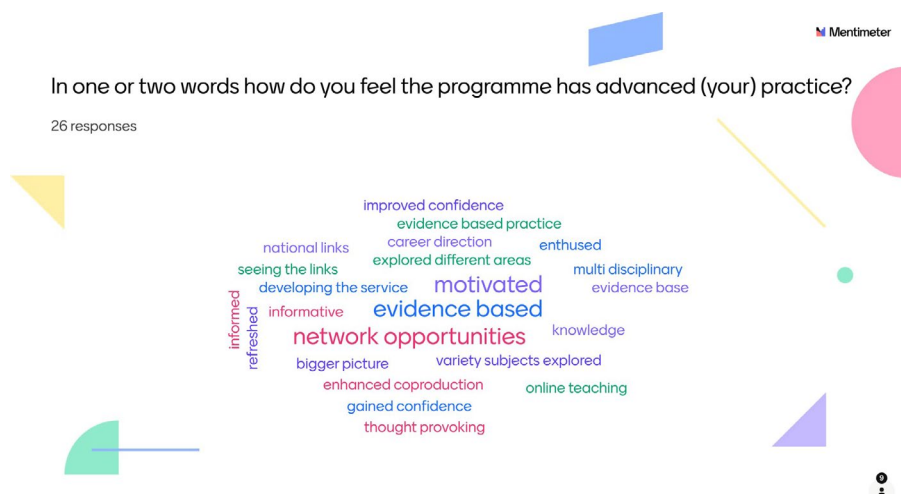 Mentimeter
In one or two words how do you feel the programme has advanced (your) practice?
26 responses
improved confidence
evidence based practice
national links
career direction
enthused
explored different areas
seeing the links
multi disciplinary
developing the service
motivated
evidence base
informed
refreshed
informative
evidence based
network opportunities
knowledge
bigger picture
variety subjects explored
enhanced coproduction
online teaching
gained confidence
thought provoking
9